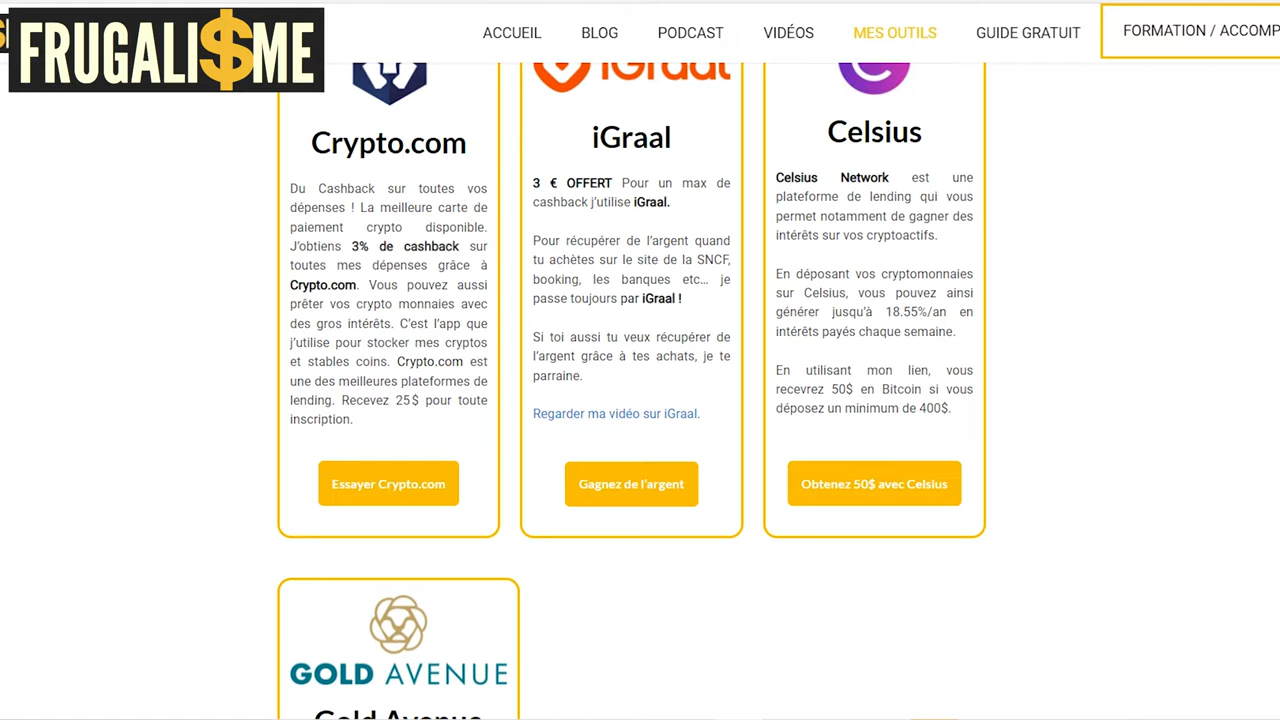 FRUGALI$ME
ACCUEIL
BLOG
PODCAST
VIDÉOS
MES OUTILS
GUIDE GRATUIT
FORMATION / ACCOMP
Crypto.com
Du Cashback sur toutes vos
dépenses ! La meilleure carte de
paiement crypto disponible.
J'obtiens 3% de cashback sur
toutes mes dépenses grâce à
Crypto.com. Vous pouvez aussi
prêter vos crypto monnaies avec
des gros intérêts. C'est l'app que
j'utilise pour stocker mes cryptos
et stables coins. Crypto.com est
une des meilleures plateformes de
lending. Recevez 25$ pour toute
inscription.
Essayer Crypto.com
iGraal
iGraal
3 € OFFERT Pour un max de
cashback j'utilise iGraal.
Pour récupérer de l'argent quand
tu achètes sur le site de la SNCF,
booking, les banques etc… je
passe toujours par iGraal !
Si toi aussi tu veux récupérer de
l'argent grâce à tes achats, je te
parraine.
Regarder ma vidéo sur iGraal.
Gagnez de l'argent
Celsius
Celsius Network est une
plateforme de lending qui vous
permet notamment de gagner des
intérêts sur vos cryptoactifs.
En déposant vos cryptomonnaies
sur Celsius, vous pouvez ainsi
générer jusqu'à 18.55%/an en
intérêts payés chaque semaine.
En utilisant mon lien, vous
recevrez 50$ en Bitcoin si vous
déposez un minimum de 400$.
Obtenez 50$ avec Celsius
GOLD AVENUE
Gold Avenue